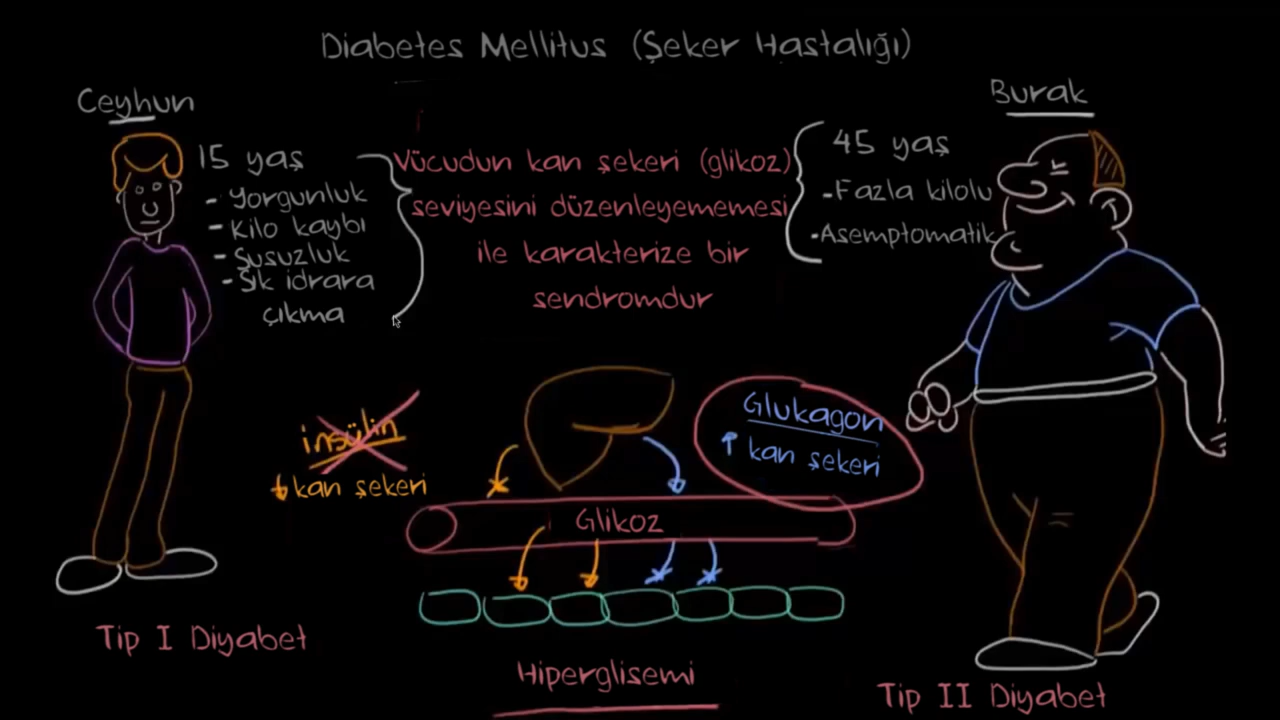 Diabetes Mellitus (Şeker Hastalığı)
Ceyhun
15 yaş
- Yorgunluk
- Kilo kaybı
- Susuzluk
- Sık idrara
çıkma
Vücudun kan şekeri (glikoz)
seviyesini düzenleyememesi
ile karakterize bir
sendromdur
Burak
45 yaş
-Fazla kilolu
-Asemptomatik
insülin
↓ kan şekeri
Glukagon
↑ kan şekeri
Glikoz
Tip I Diyabet
Hiperglisemi
Tip II Diyabet